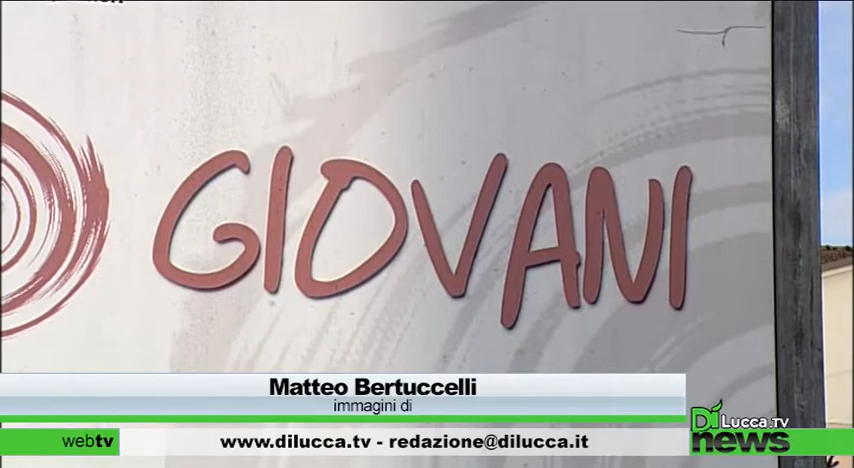 GIOVANI
Matteo Bertuccelli
immagini di
webtv
www.dilucca.tv - redazione@dilucca.it
Di Lucca.TV
news